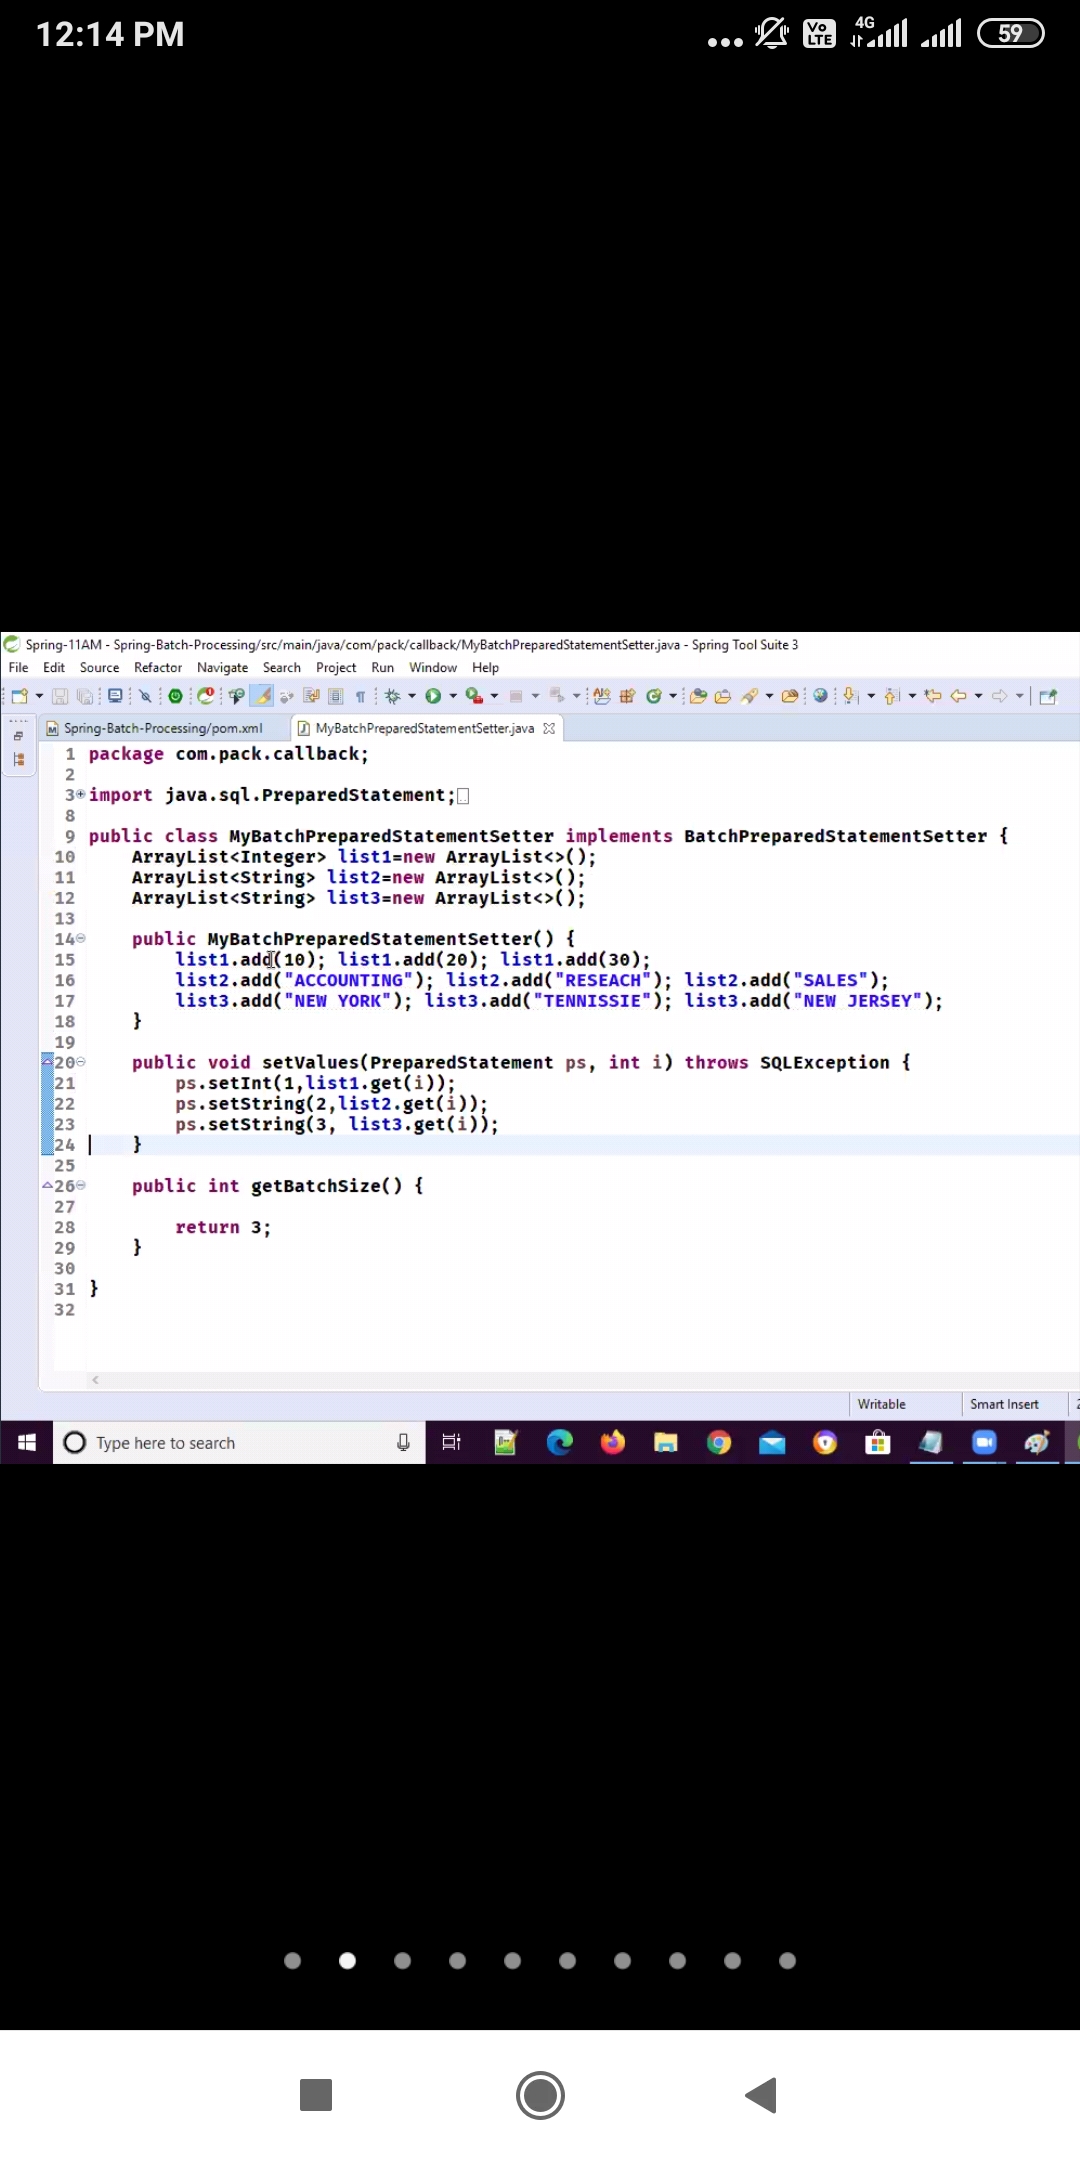 12:14 PM
4G
Vo LTE
59
Spring-11AM - Spring-Batch-Processing/src/main/java/com/pack/callback/MyBatchPreparedStatementSetter.java - Spring Tool Suite 3
File Edit Source Refactor Navigate Search Project Run Window Help
Spring-Batch-Processing/pom.xml MyBatchPreparedStatementSetter.java
1 package com.pack.callback;
2
3 import java.sql.PreparedStatement;
8
9 public class MyBatchPreparedStatementSetter implements BatchPreparedStatementSetter {
10 ArrayList<Integer> list1=new ArrayList<>();
11 ArrayList<String> list2=new ArrayList<>();
12 ArrayList<String> list3=new ArrayList<>();
13
14 public MyBatchPreparedStatementSetter() {
15 list1.add(10); list1.add(20); list1.add(30);
16 list2.add("ACCOUNTING"); list2.add("RESEACH"); list2.add("SALES");
17 list3.add("NEW YORK"); list3.add("TENNISSIE"); list3.add("NEW JERSEY");
18 }
19
20 public void setValues(PreparedStatement ps, int i) throws SQLException {
21 ps.setInt(1,list1.get(i));
22 ps.setString(2,list2.get(i));
23 ps.setString(3, list3.get(i));
24 }
25
26 public int getBatchSize() {
27
28 return 3;
29 }
30
31 }
32
Writable Smart Insert
Type here to search